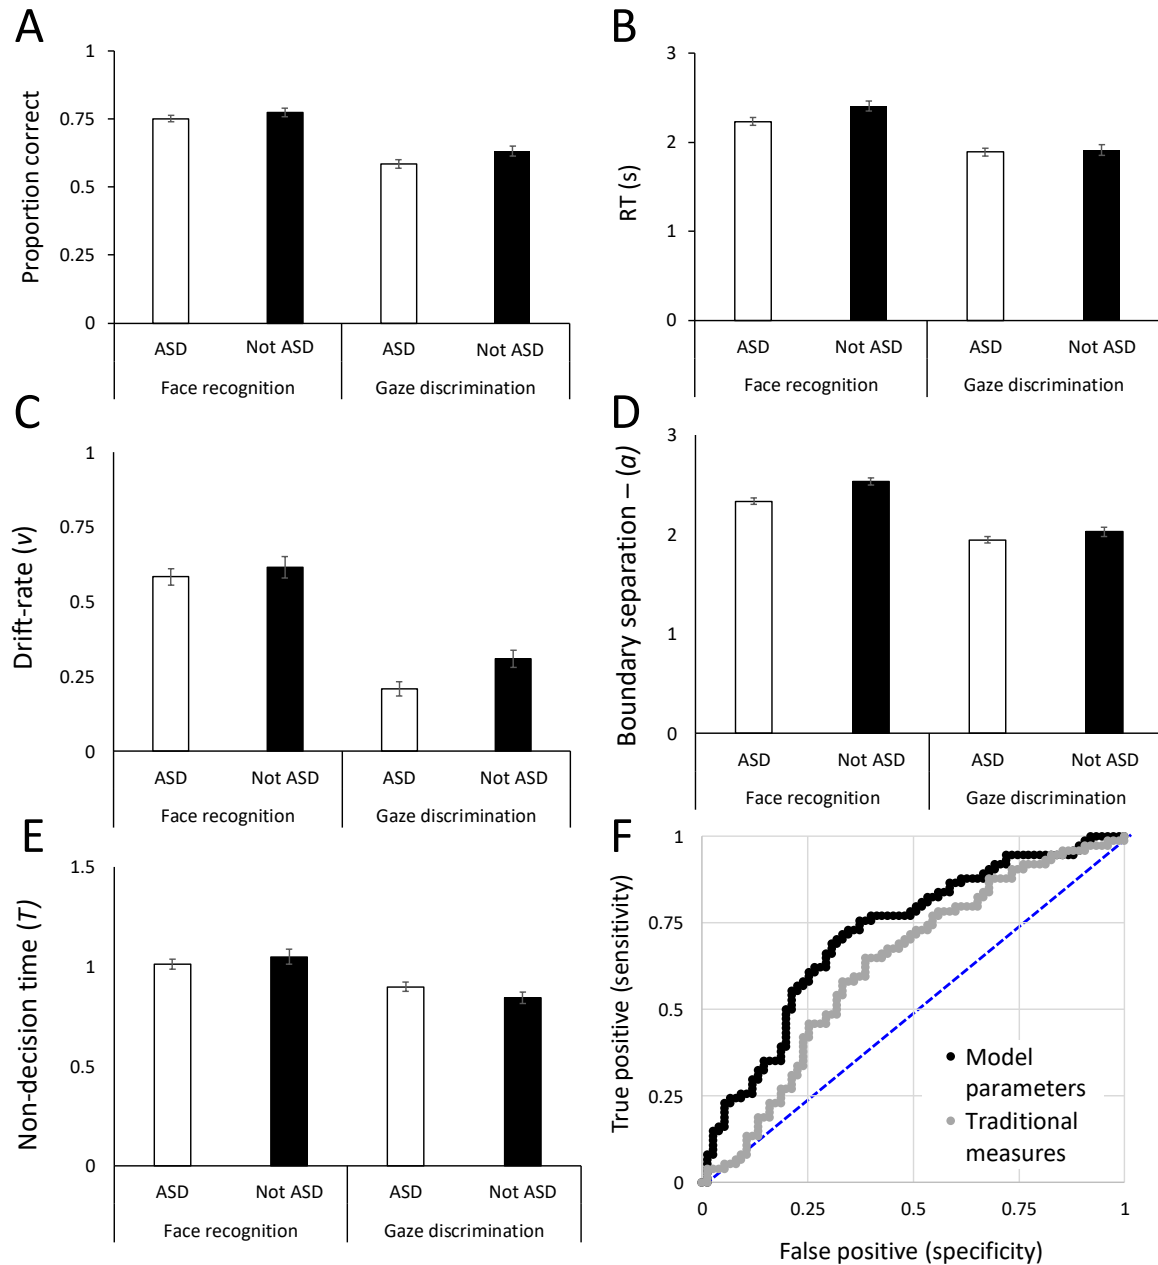 A
Proportion correct
1
0.75
0.5
0.25
0
ASD
Not ASD
ASD
Not ASD
Face recognition
Gaze discrimination
B
RT (s)
3
2
1
0
ASD
Not ASD
ASD
Not ASD
Face recognition
Gaze discrimination
C
Drift-rate (v)
1
0.75
0.5
0.25
0
ASD
Not ASD
ASD
Not ASD
Face recognition
Gaze discrimination
D
Boundary separation – (a)
3
2
1
0
ASD
Not ASD
ASD
Not ASD
Face recognition
Gaze discrimination
E
Non-decision time (T)
1.5
1
0.5
0
ASD
Not ASD
ASD
Not ASD
Face recognition
Gaze discrimination
F
True positive (sensitivity)
1
0.75
0.5
0.25
0
Model
parameters
Traditional
measures
0
0.25
0.5
0.75
1
False positive (specificity)